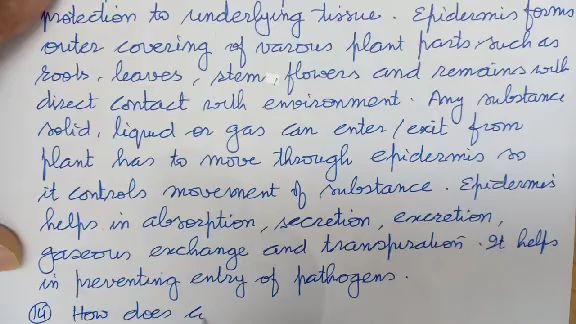 protection to underlying tissue. Epidermis forms
outer covering of varous plant parts such as
roots, leaves, stem, flowers and remains with
direct contact with environment. Any substance
solid, liquid or gas can enter/exit from
plant has to move through epidermis so
it controls movement of substance. Epidermis
helps in absorption, secretion, excretion,
gaseous exchange and transpiration. It helps
in preventing entry of pathogens.
(14) How does